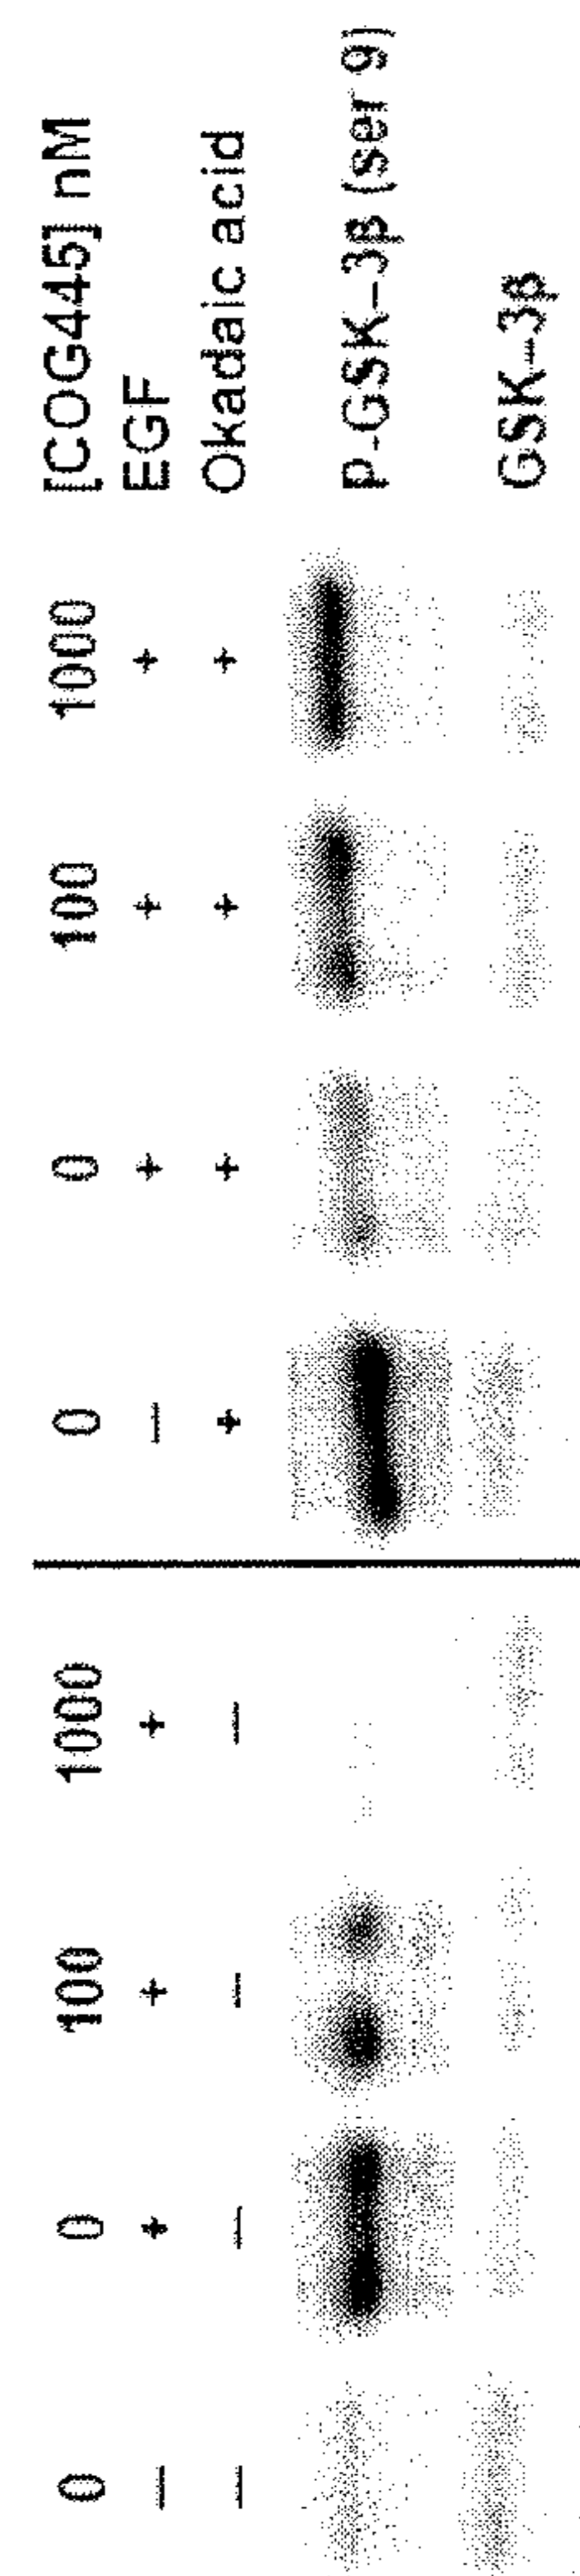 0 0 100 1000 0 0 100 1000 [COG445] nM
— + + + — + + + EGF
— — — — + + + + Okadaic acid
P-GSK-3β (ser 9)
GSK-3β